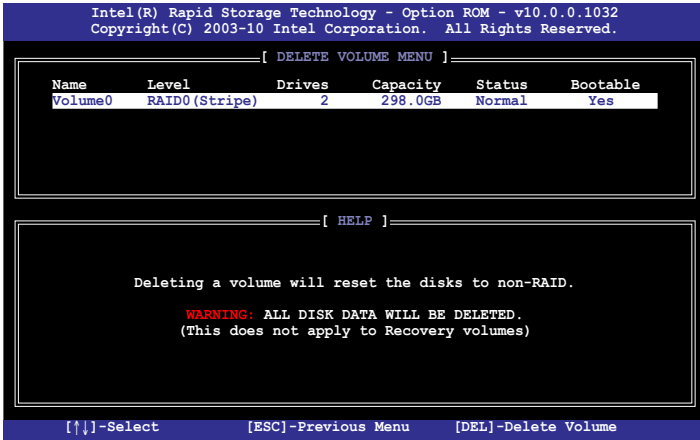 Intel(R) Rapid Storage Technology - Option ROM - v10.0.0.1032
Copyright(C) 2003-10 Intel Corporation. All Rights Reserved.
[ DELETE VOLUME MENU ]
Name Level Drives Capacity Status Bootable
Volume0 RAID0(Stripe) 2 298.0GB Normal Yes
[ HELP ]
Deleting a volume will reset the disks to non-RAID.
WARNING: ALL DISK DATA WILL BE DELETED.
(This does not apply to Recovery volumes)
[↑↓]-Select [ESC]-Previous Menu [DEL]-Delete Volume